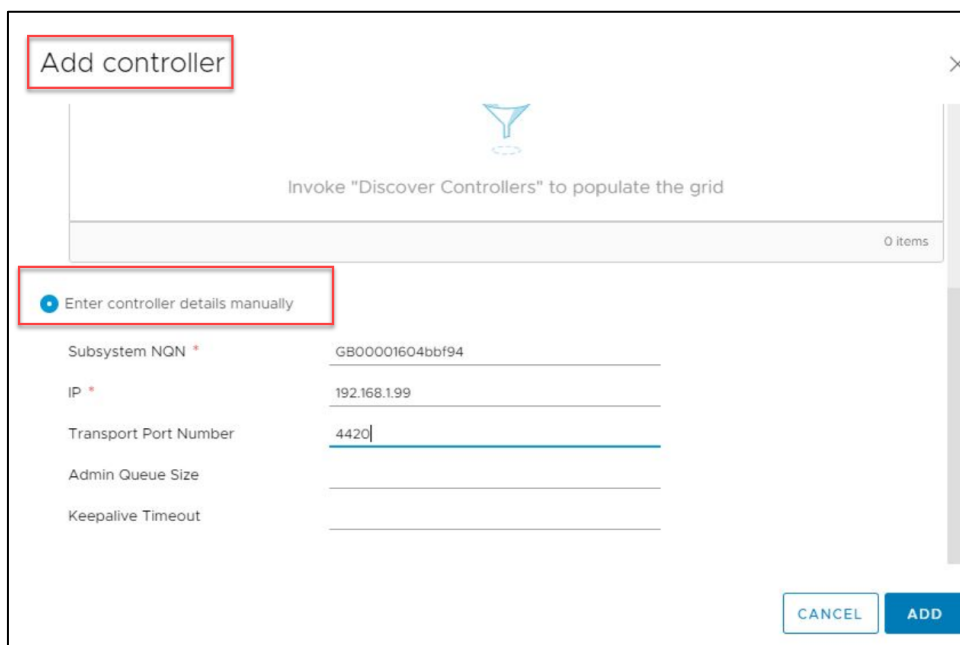 Add controller
Invoke "Discover Controllers" to populate the grid
0 items
Enter controller details manually
Subsystem NQN * GB00001604bbf94
IP * 192.168.1.99
Transport Port Number 4420
Admin Queue Size
Keepalive Timeout
CANCEL ADD